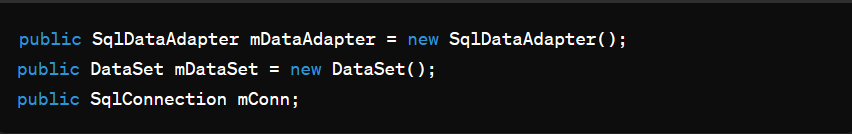 public SqlDataAdapter mDataAdapter = new SqlDataAdapter();
public DataSet mDataSet = new DataSet();
public SqlConnection mConn;